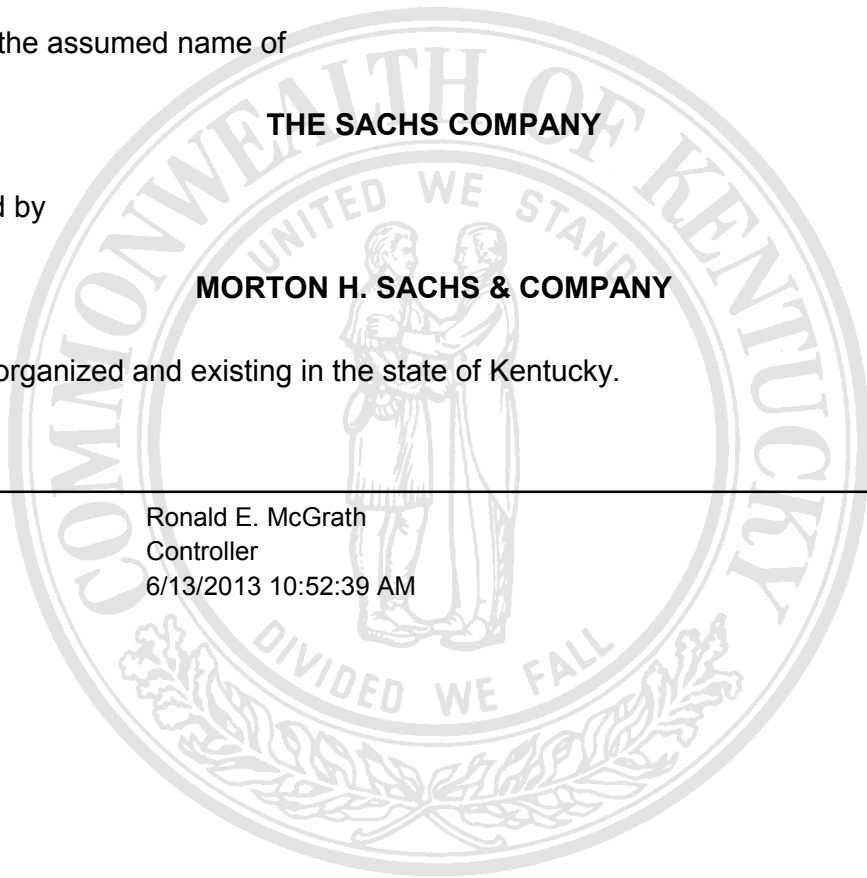 the assumed name of
THE SACHS COMPANY
d by
MORTON H. SACHS & COMPANY
organized and existing in the state of Kentucky.
Ronald E. McGrath
Controller
6/13/2013 10:52:39 AM
COMMONWEALTH OF KENTUCKY
UNITED WE STAND
DIVIDED WE FALL